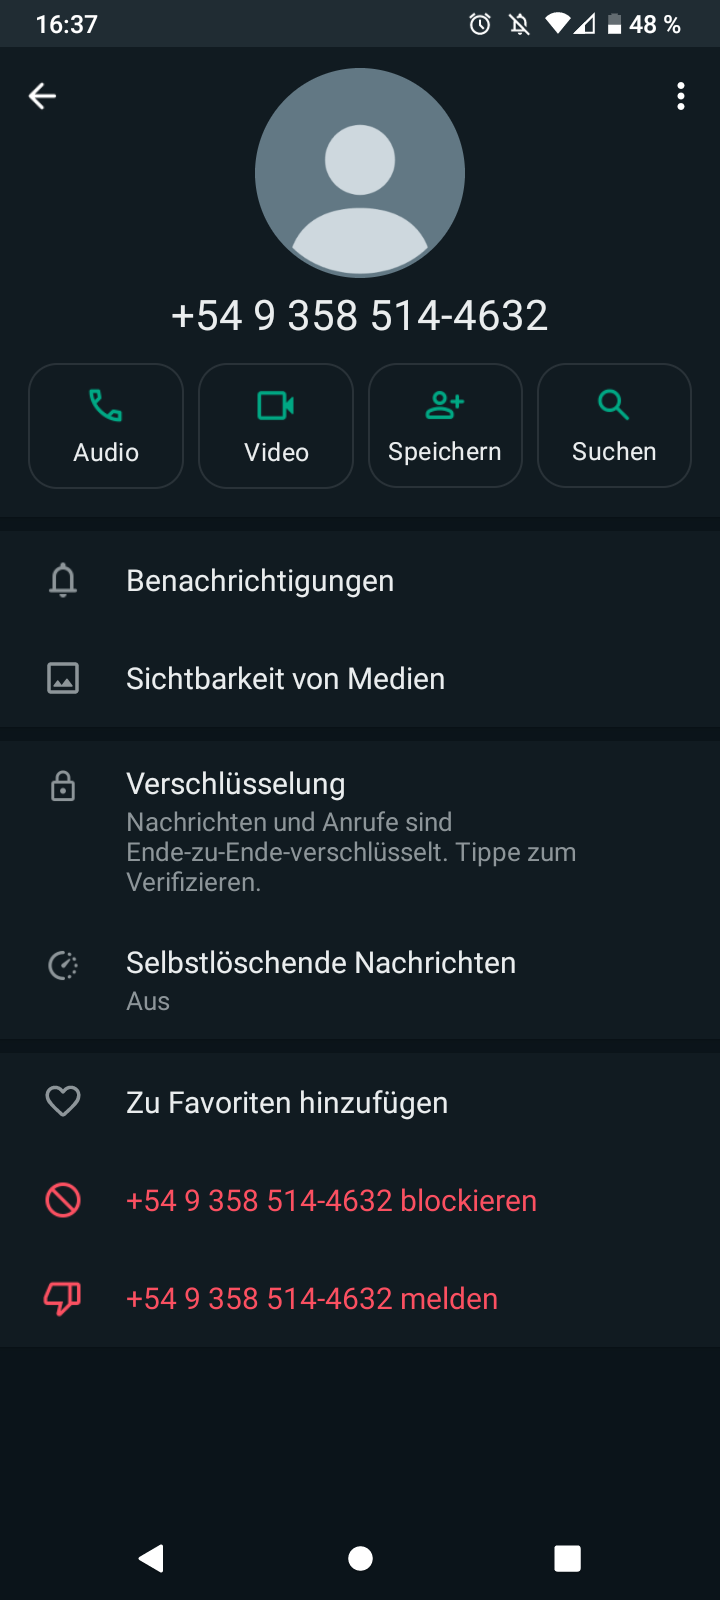 16:37
48 %
+54 9 358 514-4632
Audio
Video
Speichern
Suchen
Benachrichtigungen
Sichtbarkeit von Medien
Verschlüsselung
Nachrichten und Anrufe sind
Ende-zu-Ende-verschlüsselt. Tippe zum
Verifizieren.
Selbstlöschende Nachrichten
Aus
Zu Favoriten hinzufügen
+54 9 358 514-4632 blockieren
+54 9 358 514-4632 melden